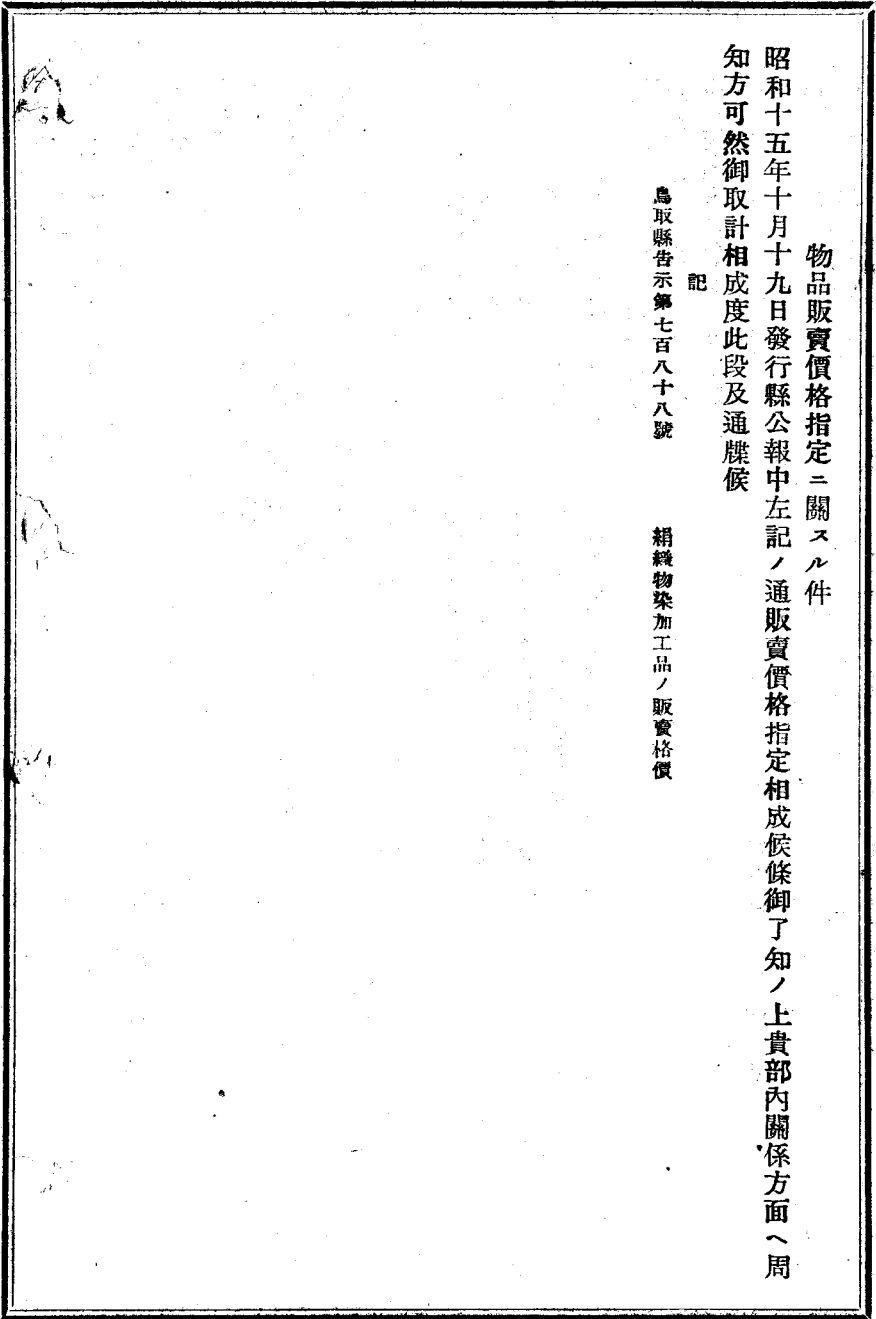 物品販賣價格指定ニ關スル件
昭和十五年十月十九日發行縣公報中左記ノ通販賣價格指定相成候條御了知ノ上貴部內關係方面ヘ周
知方可然御取計相成度此段及通牒候
記
鳥取縣告示第七百八十八號　絹織物染加工品ノ販賣格價